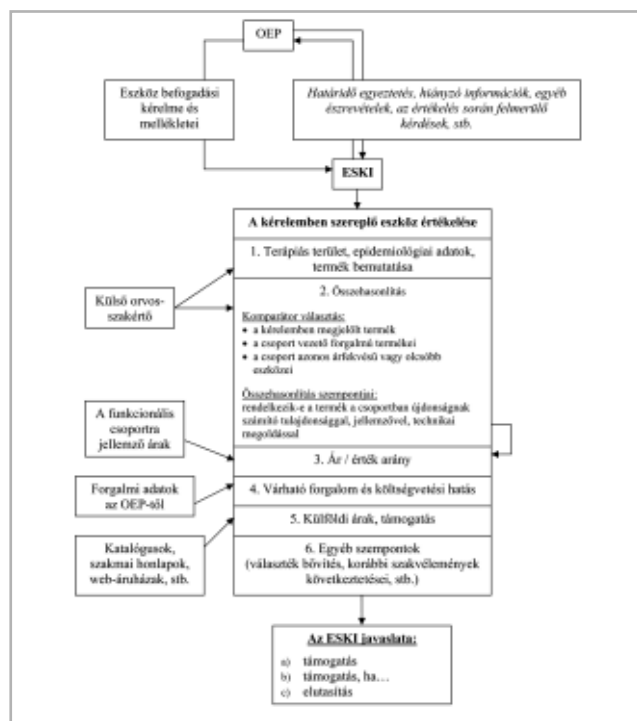 OEP
Eszköz befogadási
kérelme és
mellékletei
Határidő egyeztetés, hiányzó információk, egyéb
észrevételek, az értékelés során felmerülő
kérdések, stb.
ESKI
A kérelemben szereplő eszköz értékelése
1. Terápiás terület, epidemiológiai adatok,
termék bemutatása
Külső orvos-
szakértő
2. Összehasonlítás
Komparátor választás:
• a kérelemben megjelölt termék
• a csoport vezető forgalmú termékei
• a csoport azonos árfekvésű vagy olcsóbb
eszközei
Összehasonlítás szempontjai:
rendelkezik-e a termék a csoportban újdonságnak
számító tulajdonsággal, jellemzővel, technikai
megoldással
A funkcionális
csoportra
jellemző árak
3. Ár / érték arány
Forgalmi adatok
az OEP-től
4. Várható forgalom és költségvetési hatás
5. Külföldi árak, támogatás
Katalógusok,
szakmai honlapok,
web-áruházak, stb.
6. Egyéb szempontok
(választék bővítés, korábbi szakvélemények
következtetései, stb.)
Az ESKI javaslata:
a) támogatás
b) támogatás, ha…
c) elutasítás